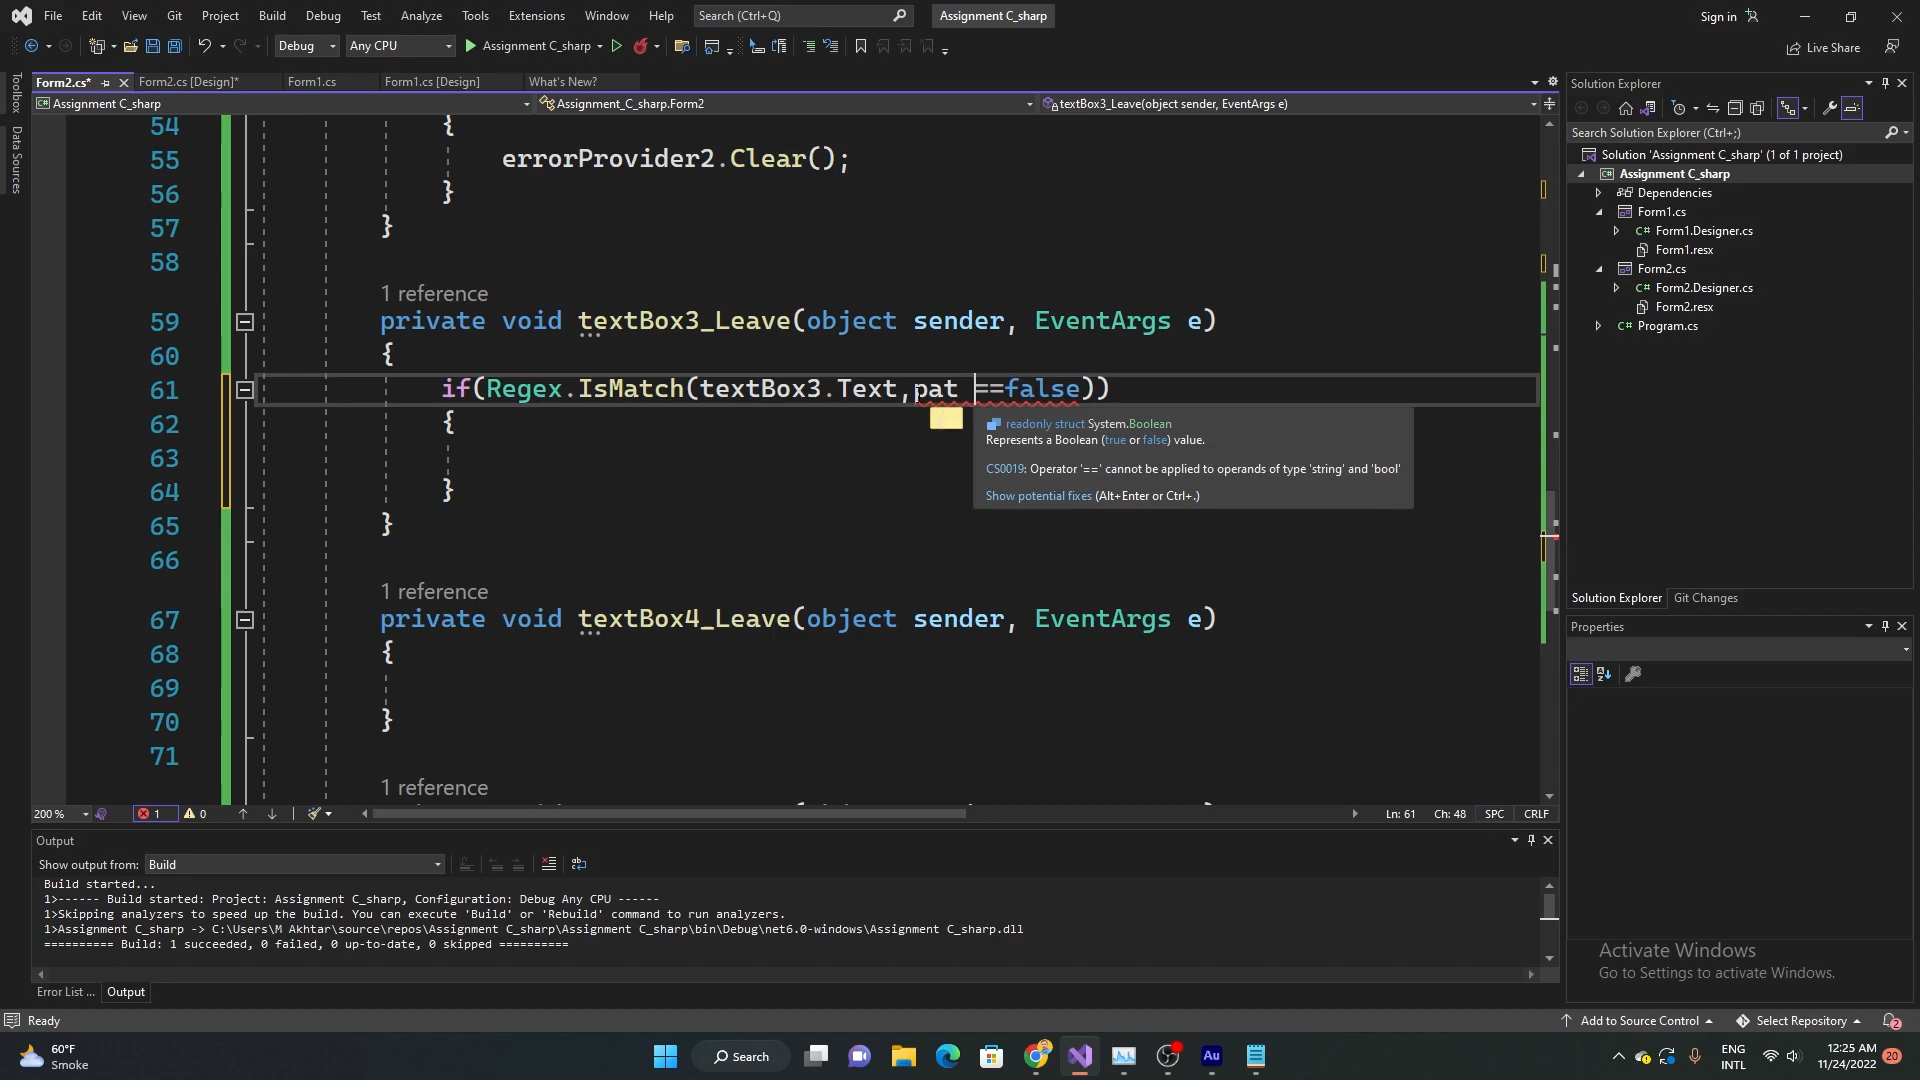 File Edit View Git Project Build Debug Test Analyze Tools Extensions Window Help Search (Ctrl+Q) Assignment C_sharp Sign in
Debug Any CPU Assignment C_sharp Live Share
Form2.cs* Form2.cs [Design]* Form1.cs Form1.cs [Design] What's New?
Assignment C_sharp Assignment_C_sharp.Form2 textBox3_Leave(object sender, EventArgs e)
Toolbox
Data Sources
54 {
55 errorProvider2.Clear();
56 }
57 }
58
1 reference
59 private void textBox3_Leave(object sender, EventArgs e)
60 {
61 if(Regex.IsMatch(textBox3.Text,pat ==false))
62 {
63
64 }
65 }
66
1 reference
67 private void textBox4_Leave(object sender, EventArgs e)
68 {
69
70 }
71
1 reference
readonly struct System.Boolean
Represents a Boolean (true or false) value.
CS0019: Operator '==' cannot be applied to operands of type 'string' and 'bool'
Show potential fixes (Alt+Enter or Ctrl+.)
200 % 1 0 Ln: 61 Ch: 48 SPC CRLF
Output
Show output from: Build
Build started...
1>------ Build started: Project: Assignment C_sharp, Configuration: Debug Any CPU ------
1>Skipping analyzers to speed up the build. You can execute 'Build' or 'Rebuild' command to run analyzers.
1>Assignment C_sharp -> C:\Users\M Akhtar\source\repos\Assignment C_sharp\Assignment C_sharp\bin\Debug\net6.0-windows\Assignment C_sharp.dll
========== Build: 1 succeeded, 0 failed, 0 up-to-date, 0 skipped ==========
Error List ... Output
Solution Explorer
Search Solution Explorer (Ctrl+;)
Solution 'Assignment C_sharp' (1 of 1 project)
C# Assignment C_sharp
Dependencies
Form1.cs
C# Form1.Designer.cs
Form1.resx
Form2.cs
C# Form2.Designer.cs
Form2.resx
C# Program.cs
Solution Explorer Git Changes
Properties
Activate Windows
Go to Settings to activate Windows.
Ready Add to Source Control Select Repository 2
60°F
Smoke
Search
Au
ENG
INTL
12:25 AM
11/24/2022
20